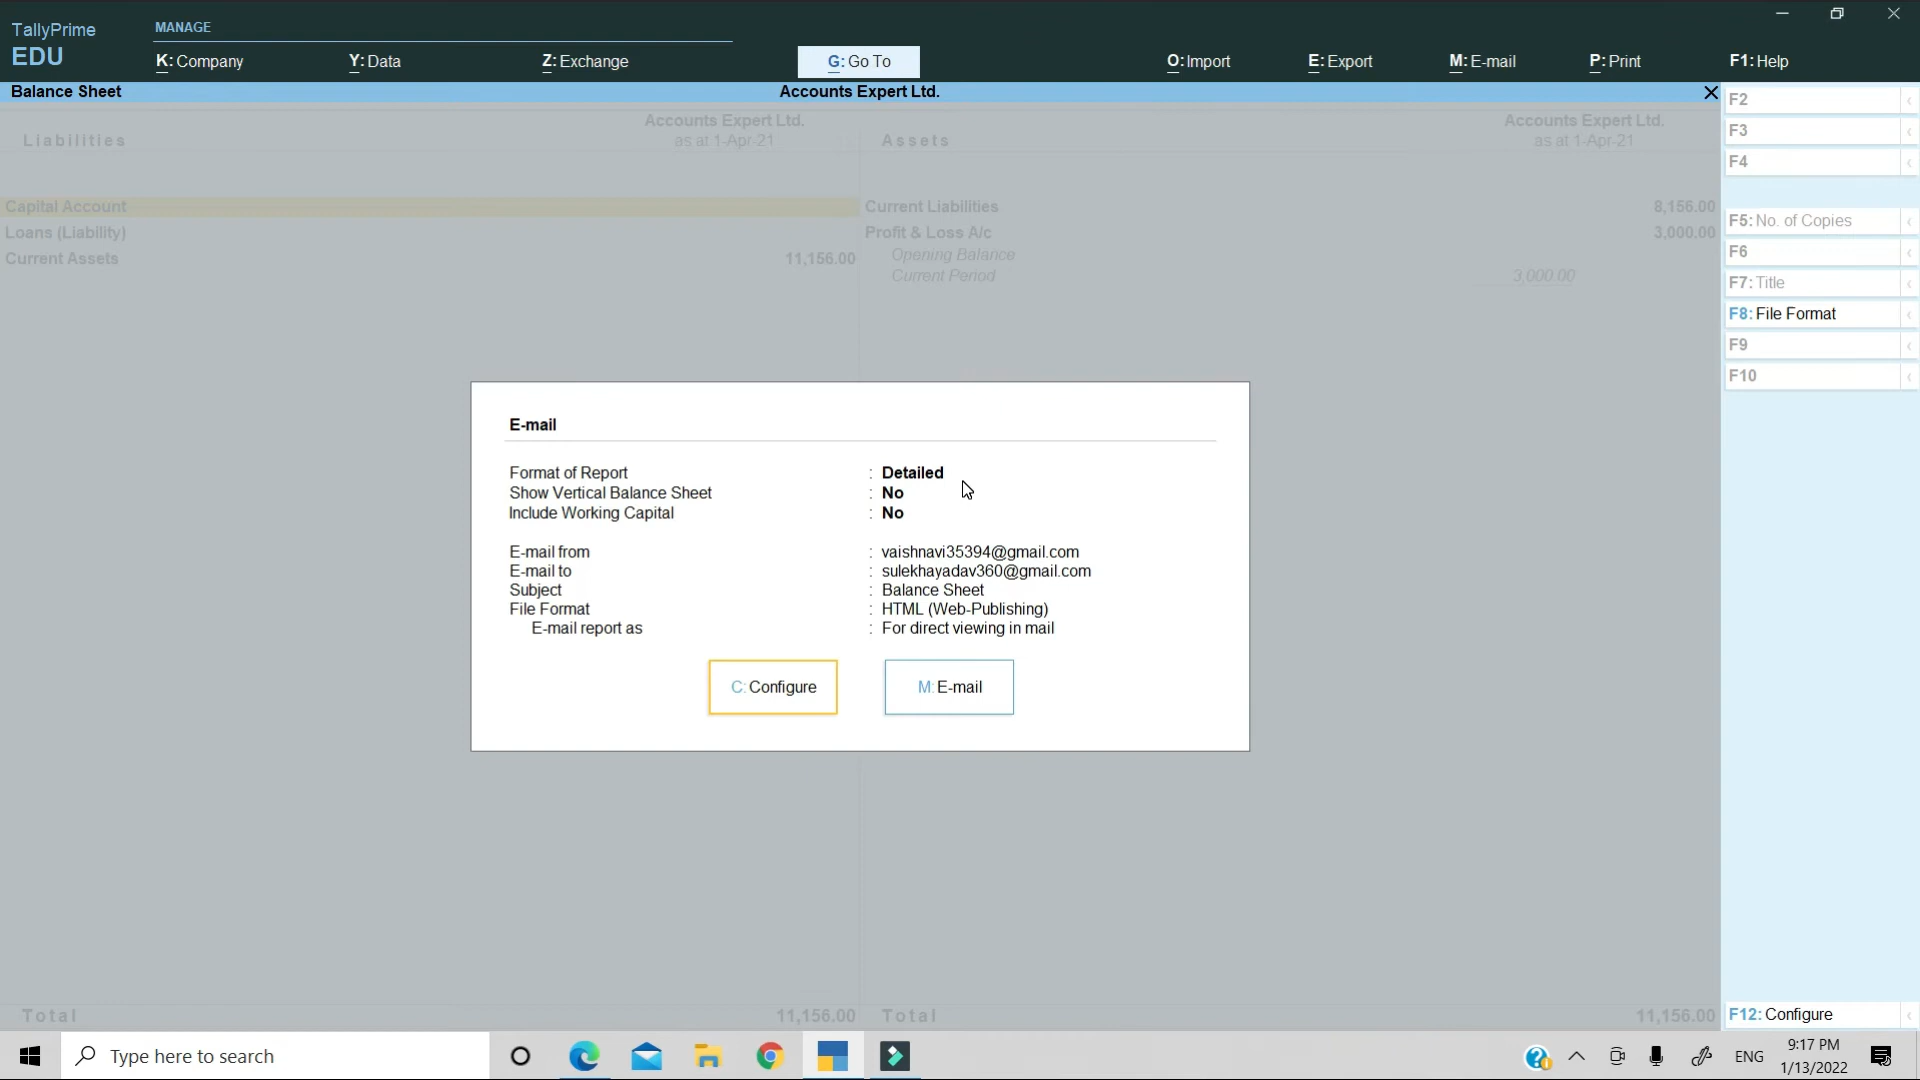 TallyPrime
EDU
MANAGE
K: Company
Y: Data
Z: Exchange
G: Go To
O: Import
E: Export
M: E-mail
P: Print
F1: Help
Balance Sheet
Accounts Expert Ltd.
Liabilities
Accounts Expert Ltd.
as at 1-Apr-21
Assets
Accounts Expert Ltd.
as at 1-Apr-21
Capital Account
Loans (Liability)
Current Assets 11,156.00
Current Liabilities 8,156.00
Profit & Loss A/c 3,000.00
Opening Balance
Current Period 3,000.00
E-mail
Format of Report : Detailed
Show Vertical Balance Sheet : No
Include Working Capital : No
E-mail from : vaishnavi35394@gmail.com
E-mail to : sulekhayadav360@gmail.com
Subject : Balance Sheet
File Format : HTML (Web-Publishing)
E-mail report as : For direct viewing in mail
C: Configure
M: E-mail
Total 11,156.00
Total 11,156.00
F2
F3
F4
F5: No. of Copies
F6
F7: Title
F8: File Format
F9
F10
F12: Configure
Type here to search
ENG
9:17 PM
1/13/2022